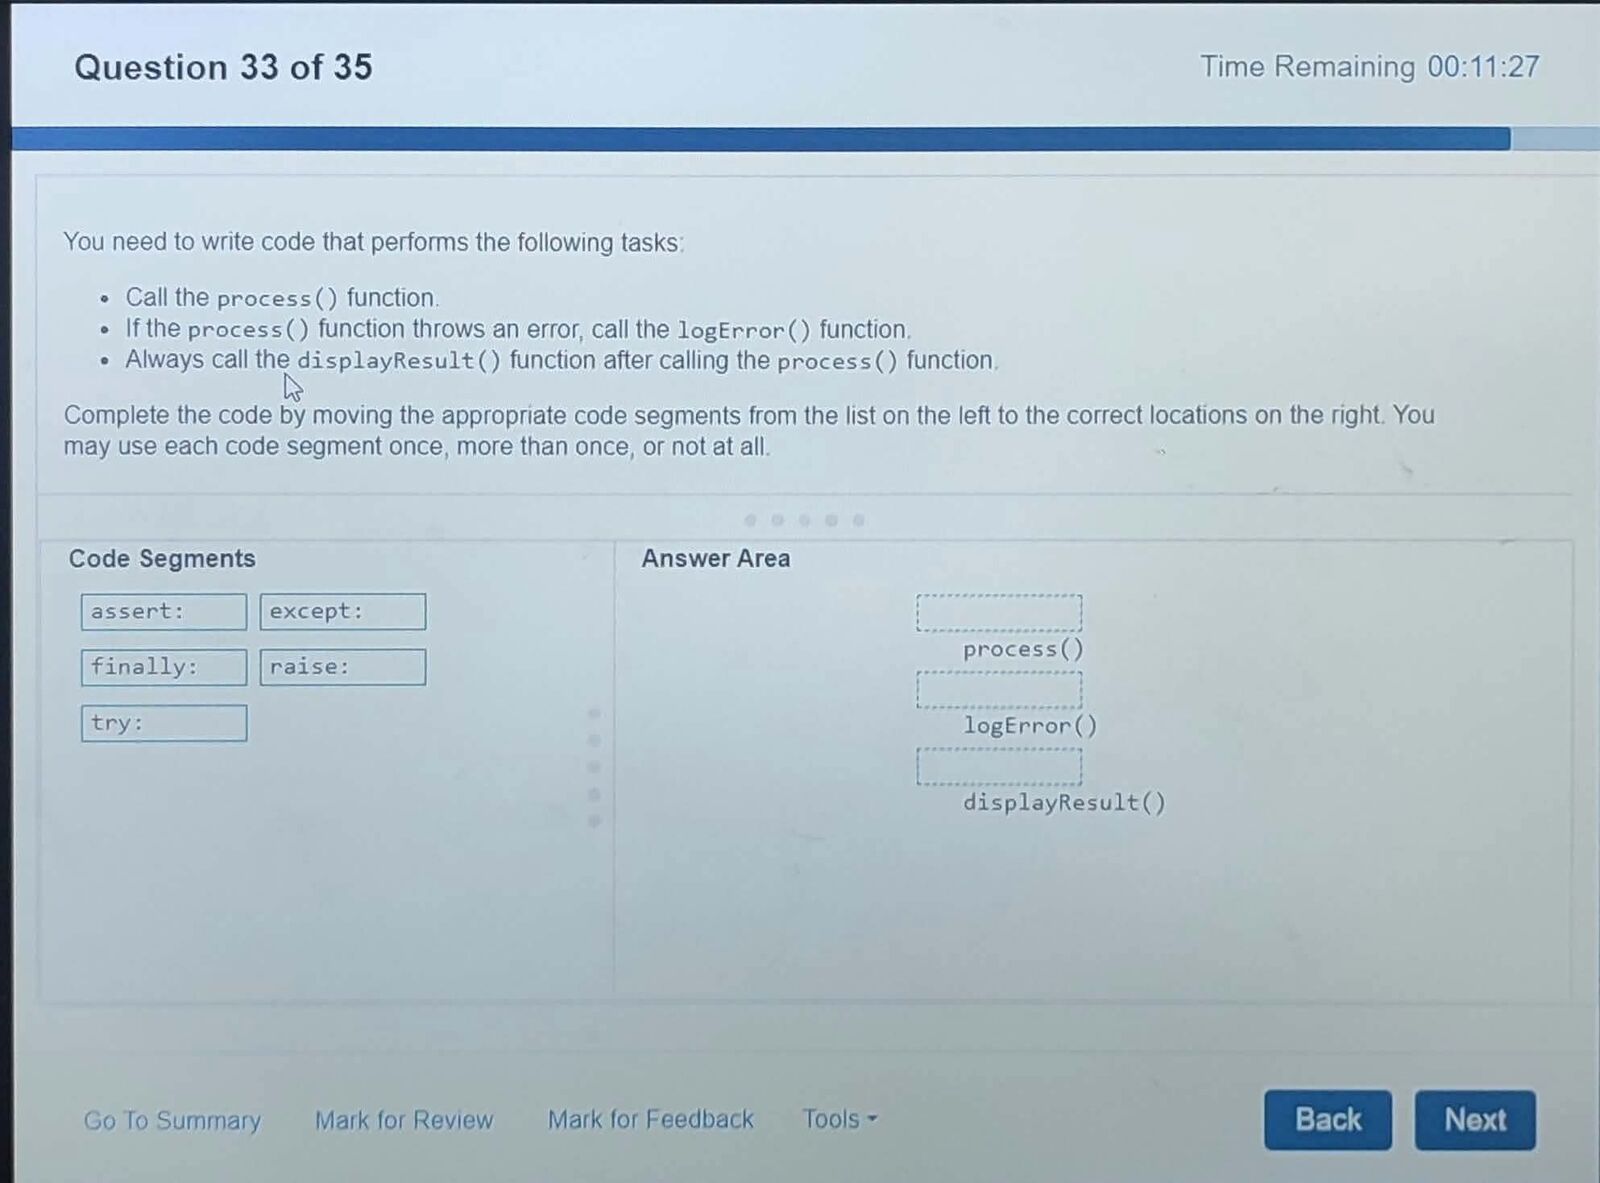 Question 33 of 35
Time Remaining 00:11:27
You need to write code that performs the following tasks:
• Call the process() function.
• If the process() function throws an error, call the logError() function.
• Always call the displayResult() function after calling the process() function.
Complete the code by moving the appropriate code segments from the list on the left to the correct locations on the right. You
may use each code segment once, more than once, or not at all.
Code Segments
assert:
except:
finally:
raise:
try:
Answer Area
process()
logError()
displayResult()
Go To Summary
Mark for Review
Mark for Feedback
Tools
Back
Next